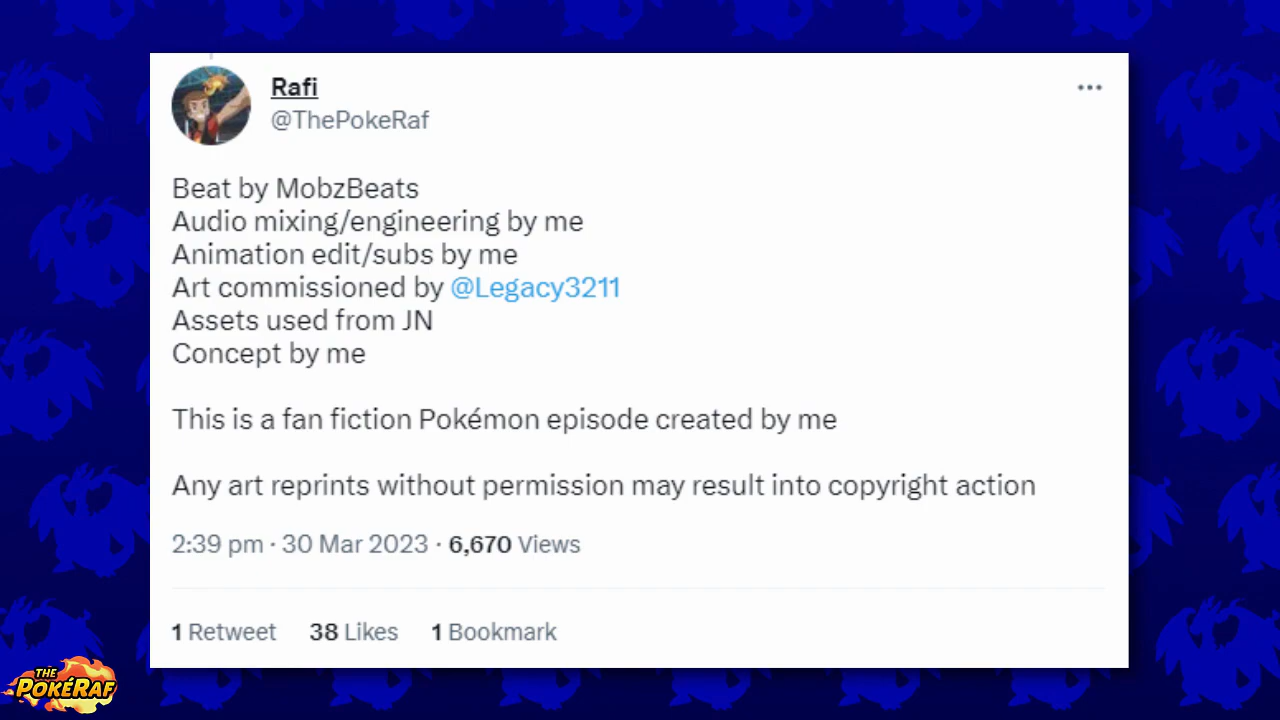 Rafi
@ThePokeRaf
Beat by MobzBeats
Audio mixing/engineering by me
Animation edit/subs by me
Art commissioned by @Legacy3211
Assets used from JN
Concept by me
This is a fan fiction Pokémon episode created by me
Any art reprints without permission may result into copyright action
2:39 pm · 30 Mar 2023 · 6,670 Views
1 Retweet 38 Likes 1 Bookmark
THE
POKÉRAF